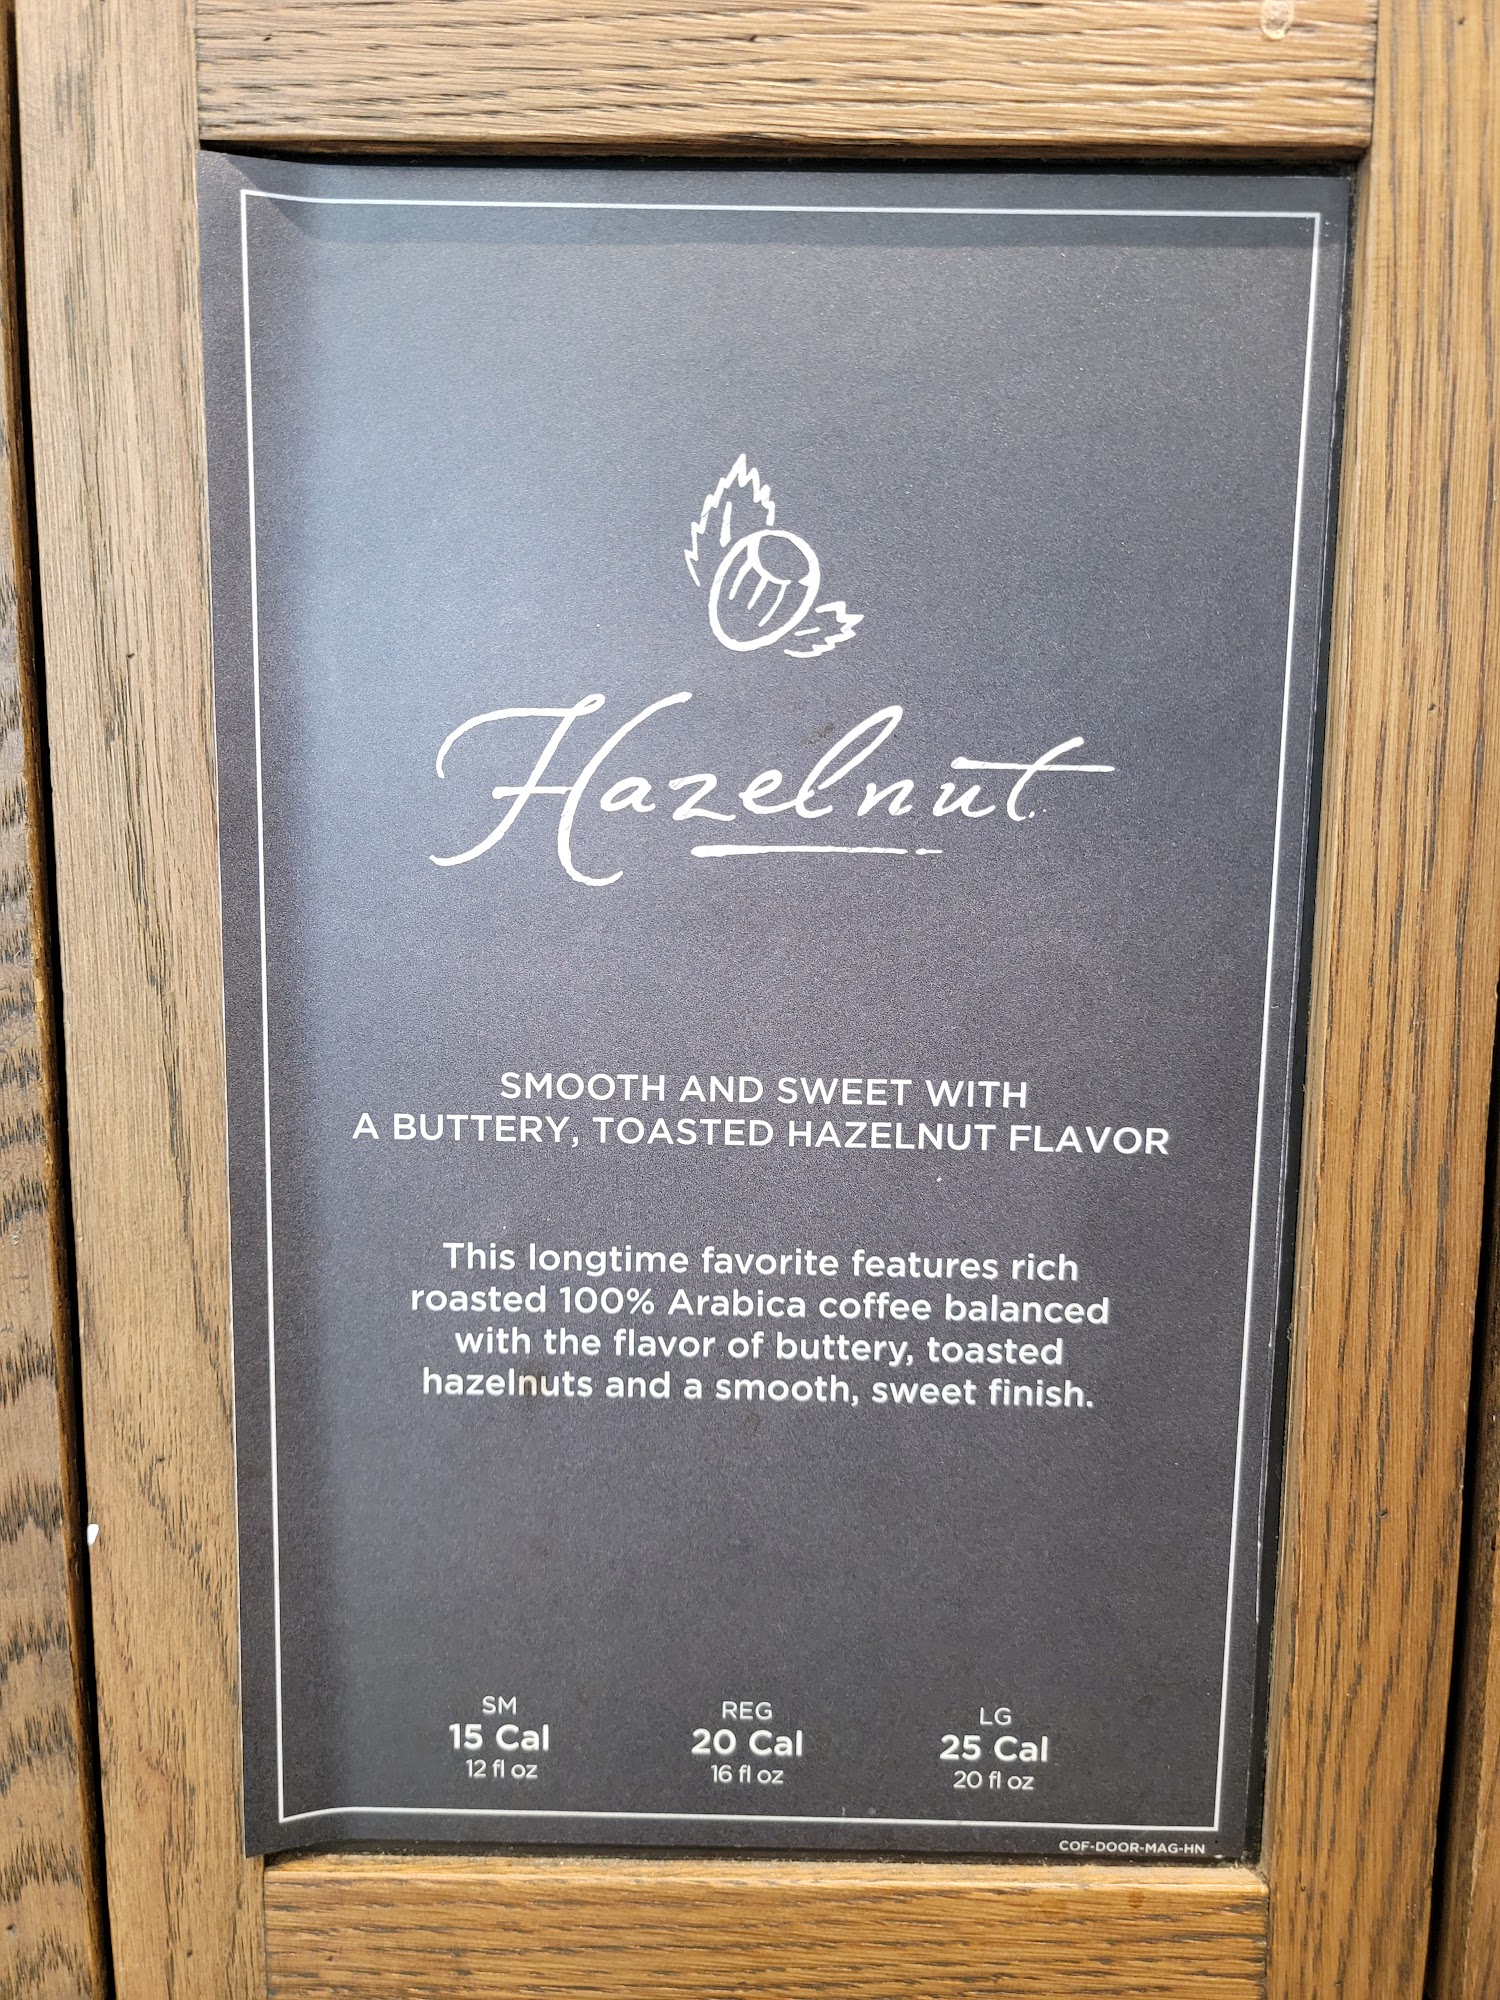 Hazelnut
SMOOTH AND SWEET WITH
A BUTTERY, TOASTED HAZELNUT FLAVOR
This longtime favorite features rich
roasted 100% Arabica coffee balanced
with the flavor of buttery, toasted
hazelnuts and a smooth, sweet finish.
SM REG LG
15 Cal 20 Cal 25 Cal
12 fl oz 16 fl oz 20 fl oz
COF-DOOR-MAG-HN